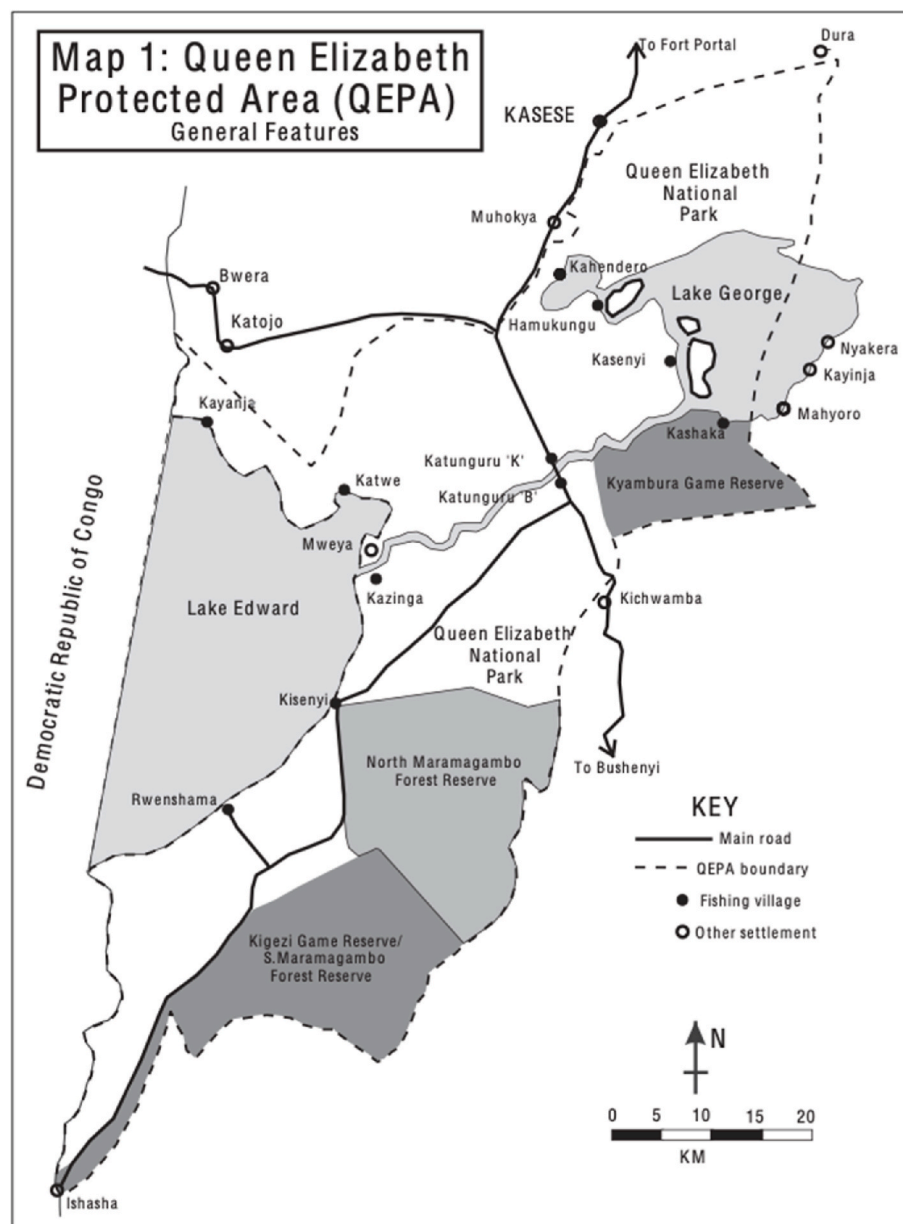 Map 1: Queen Elizabeth
Protected Area (QEPA)
General Features
To Fort Portal
Dura
KASESE
Queen Elizabeth
National
Park
Muhokya
Bwera
Kahendero
Lake George
Katojo
Hamukungu
Kasenyi
Nyakera
Kayinja
Kayanja
Mahyoro
Kashaka
Katunguru 'K'
Katwe
Kyambura Game Reserve
Katunguru 'B'
Mweya
Kazinga
Kichwamba
Lake Edward
Democratic Republic of Congo
Queen Elizabeth
National
Park
Kisenyi
North Maramagambo
Forest Reserve
To Bushenyi
Rwenshama
KEY
Main road
QEPA boundary
Fishing village
Other settlement
Kigezi Game Reserve/
S.Maramagambo
Forest Reserve
N
0 5 10 15 20
KM
Ishasha